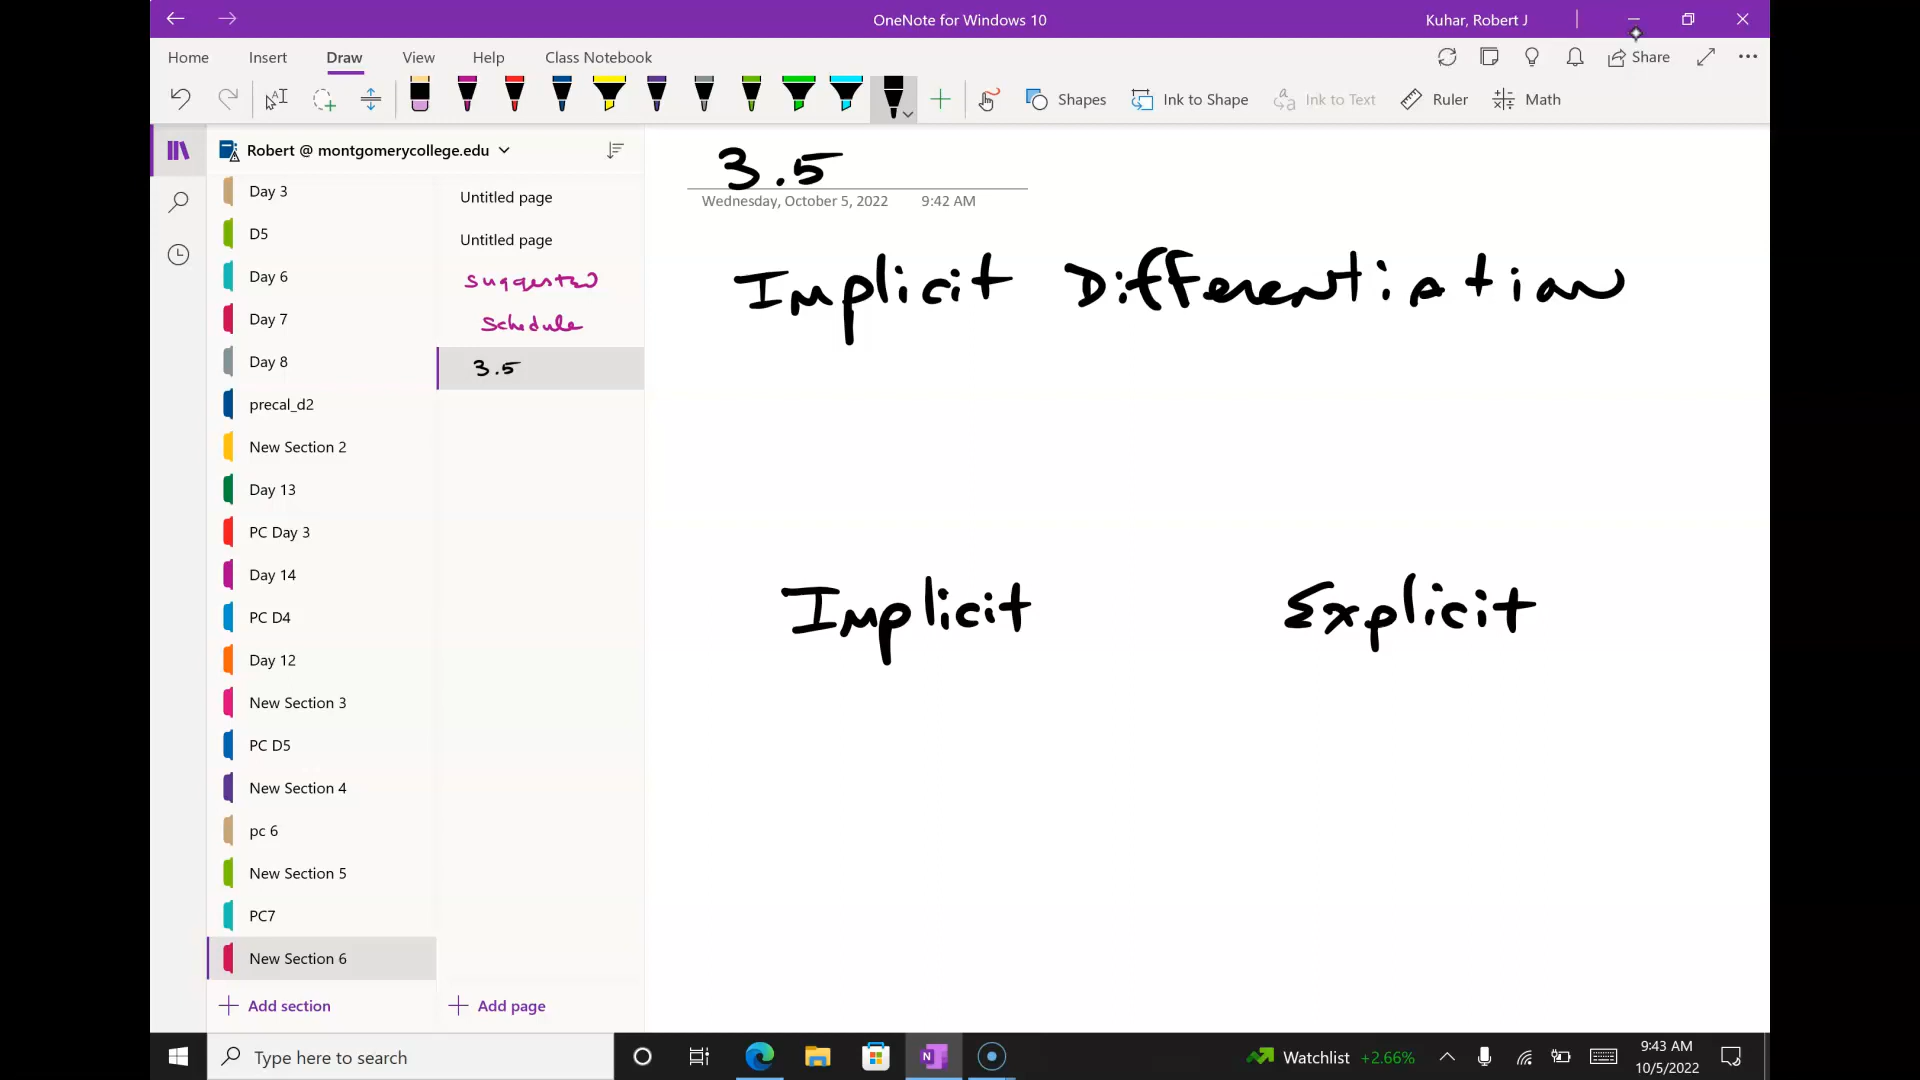 OneNote for Windows 10
Kuhar, Robert J
Home Insert Draw View Help Class Notebook
Share
Shapes Ink to Shape Ink to Text Ruler Math
Robert @ montgomerycollege.edu
Day 3
D5
Day 6
Day 7
Day 8
precal_d2
New Section 2
Day 13
PC Day 3
Day 14
PC D4
Day 12
New Section 3
PC D5
New Section 4
pc 6
New Section 5
PC7
New Section 6
Add section
Untitled page
Untitled page
Suggested
Schedule
3.5
Add page
3.5
Wednesday, October 5, 2022 9:42 AM
Implicit Differentiation
Implicit Explicit
Type here to search
Watchlist +2.66%
9:43 AM
10/5/2022